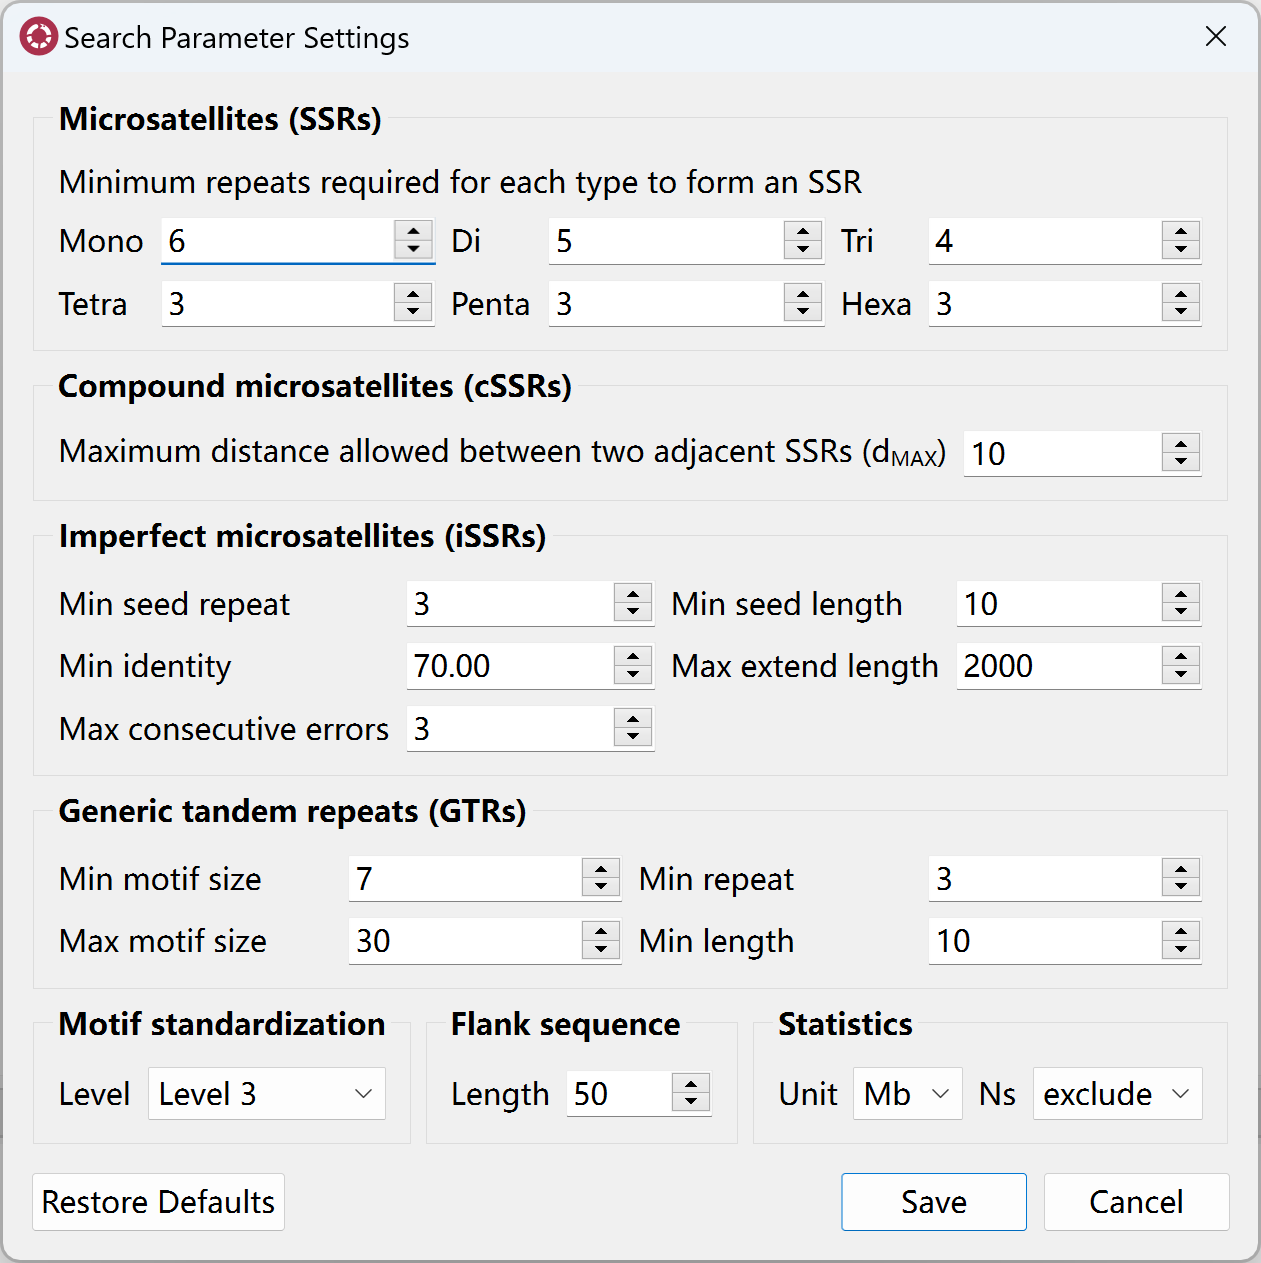 Search Parameter Settings
Microsatellites (SSRs)
Minimum repeats required for each type to form an SSR
Mono 6 Di 5 Tri 4
Tetra 3 Penta 3 Hexa 3
Compound microsatellites (cSSRs)
Maximum distance allowed between two adjacent SSRs (dMAX) 10
Imperfect microsatellites (iSSRs)
Min seed repeat 3 Min seed length 10
Min identity 70.00 Max extend length 2000
Max consecutive errors 3
Generic tandem repeats (GTRs)
Min motif size 7 Min repeat 3
Max motif size 30 Min length 10
Motif standardization Flank sequence Statistics
Level Level 3 Length 50 Unit Mb Ns exclude
Restore Defaults Save Cancel